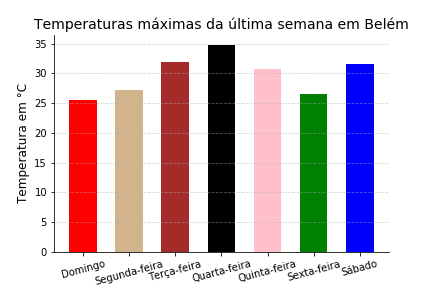 Temperaturas máximas da última semana em Belém
Temperatura em °C
35
30
25
20
15
10
5
0
Domingo
Segunda-feira
Terça-feira
Quarta-feira
Quinta-feira
Sexta-feira
Sábado